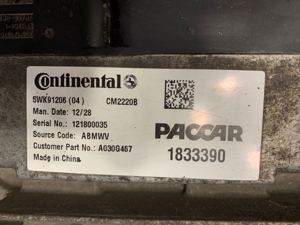 Continental
5WK91206 (04) CM2220B
Man. Date: 12/28
Serial No.: 121800035
Source Code: ABMWV
Customer Part No.: A030G467
Made in China
PACCAR
1833390